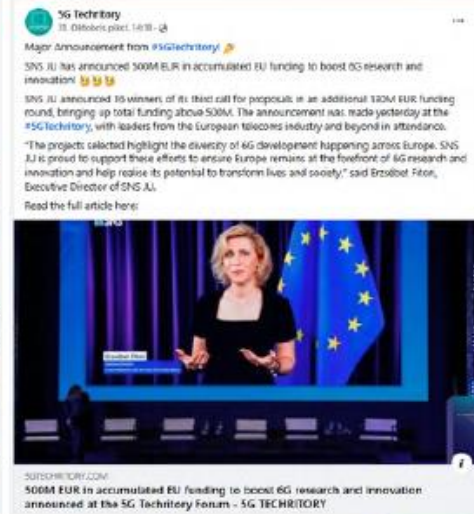 5G Techritory
Major Announcement from #5GTechritory!
SNS JU has announced 500M EUR in accumulated EU funding to boost 6G research and
innovation!
SNS JU announced 16 winners of its third call for proposals in an additional EUR funding
round, bringing up total funding above 500M. The announcement was made yesterday at the
#5GTechritory, with leaders from the European telecoms industry and beyond in attendance.
"The projects selected highlight the diversity of 6G development happening across Europe. SNS
JU is proud to support these efforts to ensure Europe remains at the forefront of 6G research and
innovation and help realise its potential to transform lives and society," said Erzsébet Fitori,
Executive Director of SNS JU.
Read the full article here:
5GTECHRITORY.COM
500M EUR in accumulated EU funding to boost 6G research and innovation
announced at the 5G Techritory Forum - 5G TECHRITORY